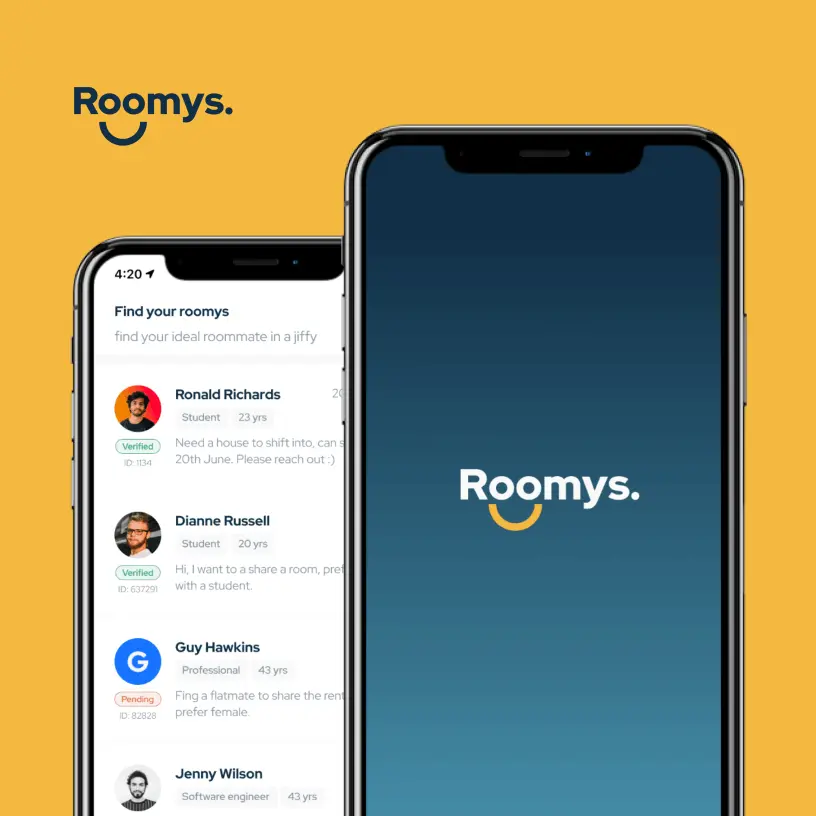 Roomys.
4:20
Find your roomys
find your ideal roommate in a jiffy
Ronald Richards
20
Student 23 yrs
Verified
ID: 1134
Need a house to shift into, can s
20th June. Please reach out :)
Dianne Russell
Student 20 yrs
Verified
ID: 637291
Hi, I want to a share a room, pref
with a student.
G
Guy Hawkins
Professional 43 yrs
Pending
ID: 82828
Fing a flatmate to share the rent
prefer female.
Jenny Wilson
Software engineer 43 yrs
Roomys.